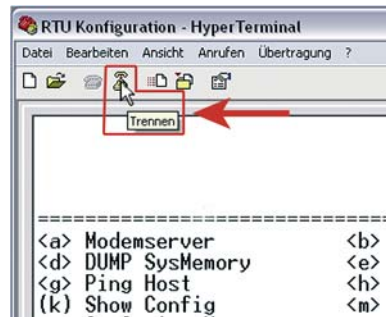 RTU Konfiguration - HyperTerminal
Datei Bearbeiten Ansicht Anrufen Übertragung ?
Trennen
==================================
<a> Modemserver <b>
<d> DUMP SysMemory <e>
<g> Ping Host <h>
(k) Show Config <m>